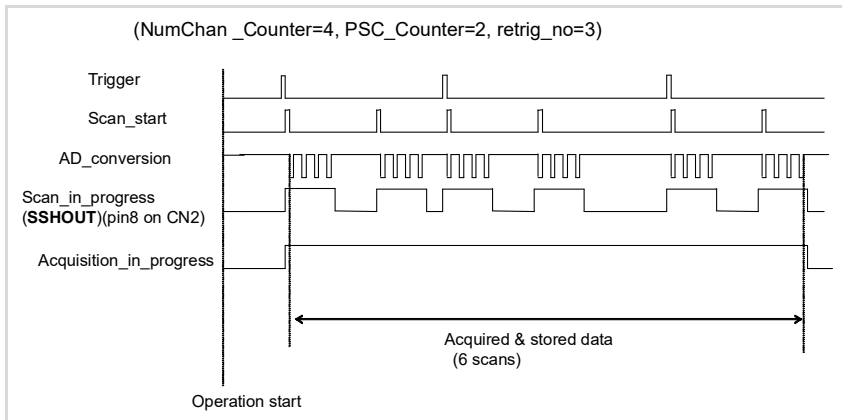 (NumChan _Counter=4, PSC_Counter=2, retrig_no=3)
Trigger
Scan_start
AD_conversion
Scan_in_progress
(SSHOUT)(pin8 on CN2)
Acquisition_in_progress
Acquired & stored data
(6 scans)
Operation start